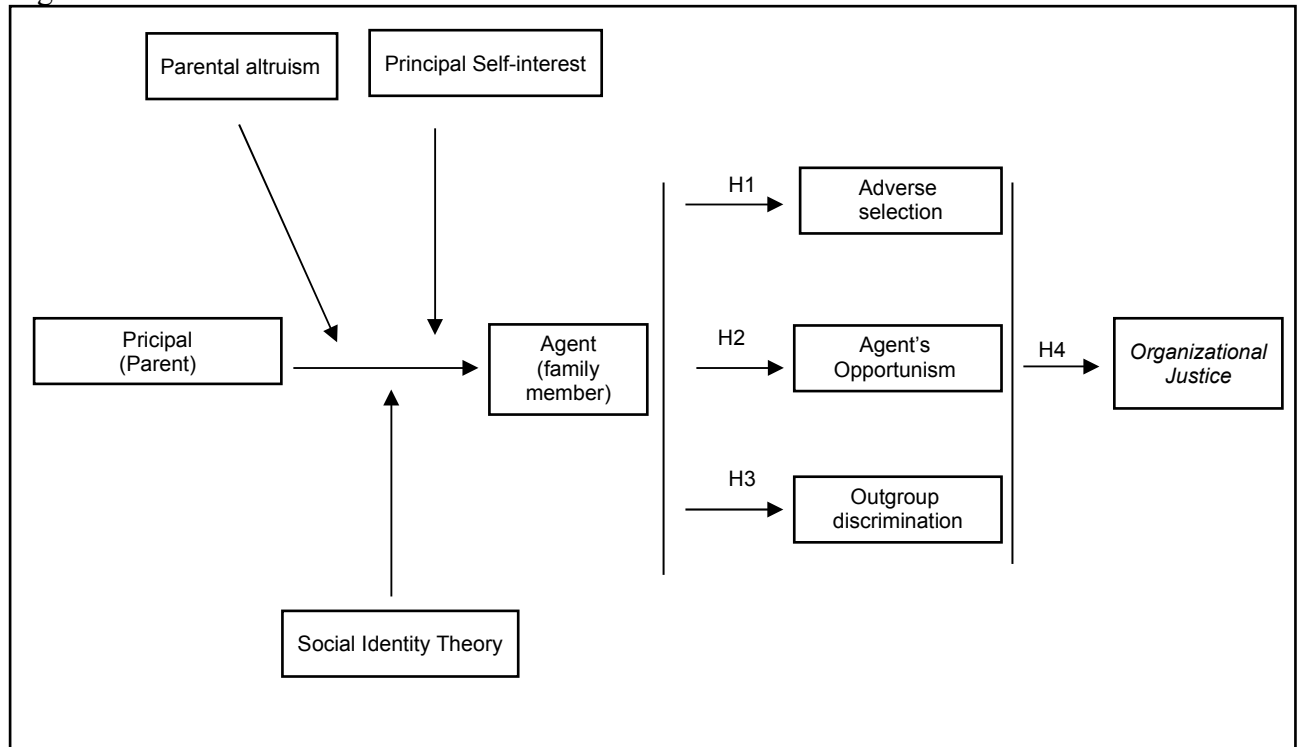 Parental altruism
Principal Self-interest
H1
Adverse
selection
Pricipal
(Parent)
Agent
(family
member)
H2
Agent’s
Opportunism
H4
Organizational
Justice
H3
Outgroup
discrimination
Social Identity Theory